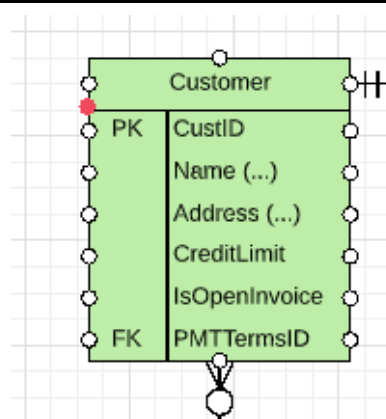 Customer
PK CustID
Name (...)
Address (...)
CreditLimit
IsOpenInvoice
FK PMTTermsID